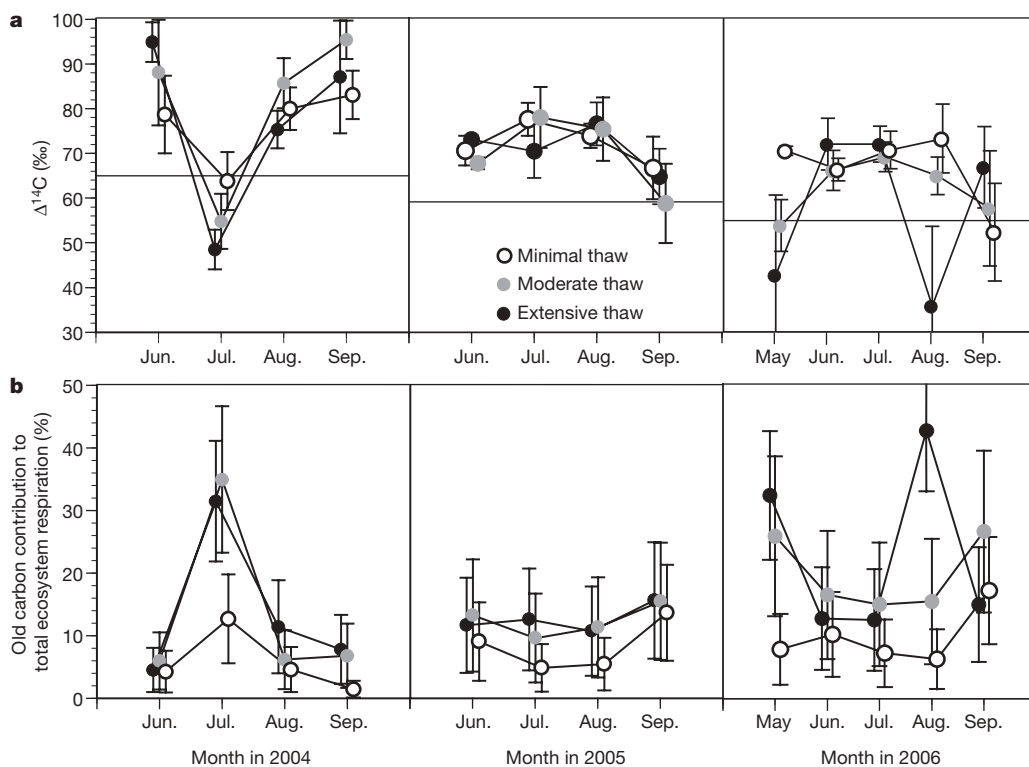 a
Δ14C (‰)
100
90
80
70
60
50
40
30
Minimal thaw
Moderate thaw
Extensive thaw
Jun. Jul. Aug. Sep.
Jun. Jul. Aug. Sep.
May Jun. Jul. Aug. Sep.
b
Old carbon contribution to
total ecosystem respiration (%)
50
40
30
20
10
0
Jun. Jul. Aug. Sep.
Jun. Jul. Aug. Sep.
May Jun. Jul. Aug. Sep.
Month in 2004
Month in 2005
Month in 2006